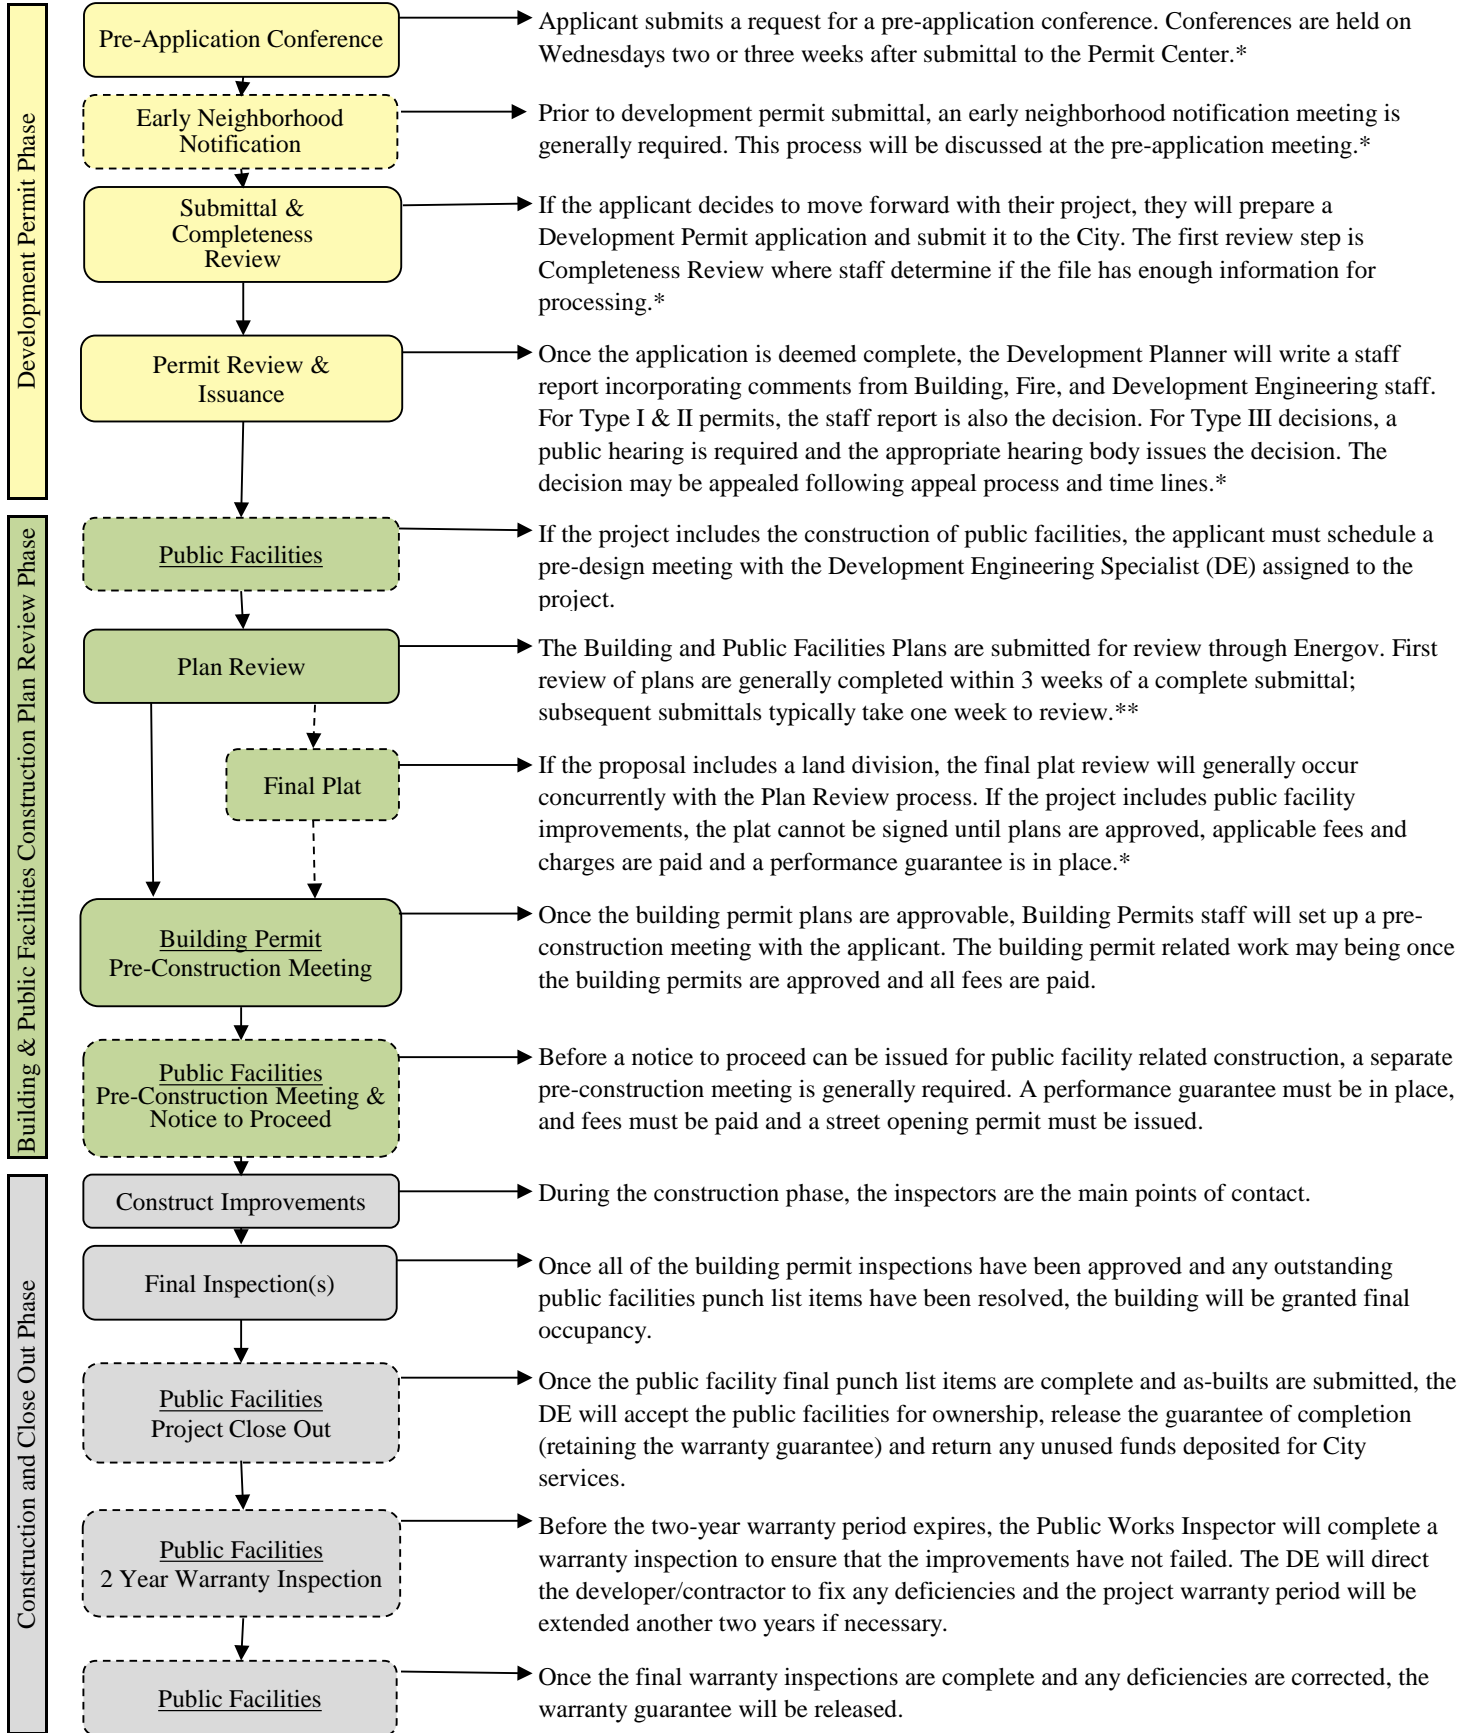 Development Permit Phase
Pre-Application Conference
Applicant submits a request for a pre-application conference. Conferences are held on
Wednesdays two or three weeks after submittal to the Permit Center.*
Early Neighborhood
Notification
Prior to development permit submittal, an early neighborhood notification meeting is
generally required. This process will be discussed at the pre-application meeting.*
Submittal &
Completeness
Review
If the applicant decides to move forward with their project, they will prepare a
Development Permit application and submit it to the City. The first review step is
Completeness Review where staff determine if the file has enough information for
processing.*
Permit Review &
Issuance
Once the application is deemed complete, the Development Planner will write a staff
report incorporating comments from Building, Fire, and Development Engineering staff.
For Type I & II permits, the staff report is also the decision. For Type III decisions, a
public hearing is required and the appropriate hearing body issues the decision. The
decision may be appealed following appeal process and time lines.*
Building & Public Facilities Construction Plan Review Phase
Public Facilities
If the project includes the construction of public facilities, the applicant must schedule a
pre-design meeting with the Development Engineering Specialist (DE) assigned to the
project.
Plan Review
The Building and Public Facilities Plans are submitted for review through Energov. First
review of plans are generally completed within 3 weeks of a complete submittal;
subsequent submittals typically take one week to review.**
Final Plat
If the proposal includes a land division, the final plat review will generally occur
concurrently with the Plan Review process. If the project includes public facility
improvements, the plat cannot be signed until plans are approved, applicable fees and
charges are paid and a performance guarantee is in place.*
Building Permit
Pre-Construction Meeting
Once the building permit plans are approvable, Building Permits staff will set up a pre-
construction meeting with the applicant. The building permit related work may being once
the building permits are approved and all fees are paid.
Public Facilities
Pre-Construction Meeting &
Notice to Proceed
Before a notice to proceed can be issued for public facility related construction, a separate
pre-construction meeting is generally required. A performance guarantee must be in place,
and fees must be paid and a street opening permit must be issued.
Construction and Close Out Phase
Construct Improvements
During the construction phase, the inspectors are the main points of contact.
Final Inspection(s)
Once all of the building permit inspections have been approved and any outstanding
public facilities punch list items have been resolved, the building will be granted final
occupancy.
Public Facilities
Project Close Out
Once the public facility final punch list items are complete and as-builts are submitted, the
DE will accept the public facilities for ownership, release the guarantee of completion
(retaining the warranty guarantee) and return any unused funds deposited for City
services.
Public Facilities
2 Year Warranty Inspection
Before the two-year warranty period expires, the Public Works Inspector will complete a
warranty inspection to ensure that the improvements have not failed. The DE will direct
the developer/contractor to fix any deficiencies and the project warranty period will be
extended another two years if necessary.
Public Facilities
Once the final warranty inspections are complete and any deficiencies are corrected, the
warranty guarantee will be released.